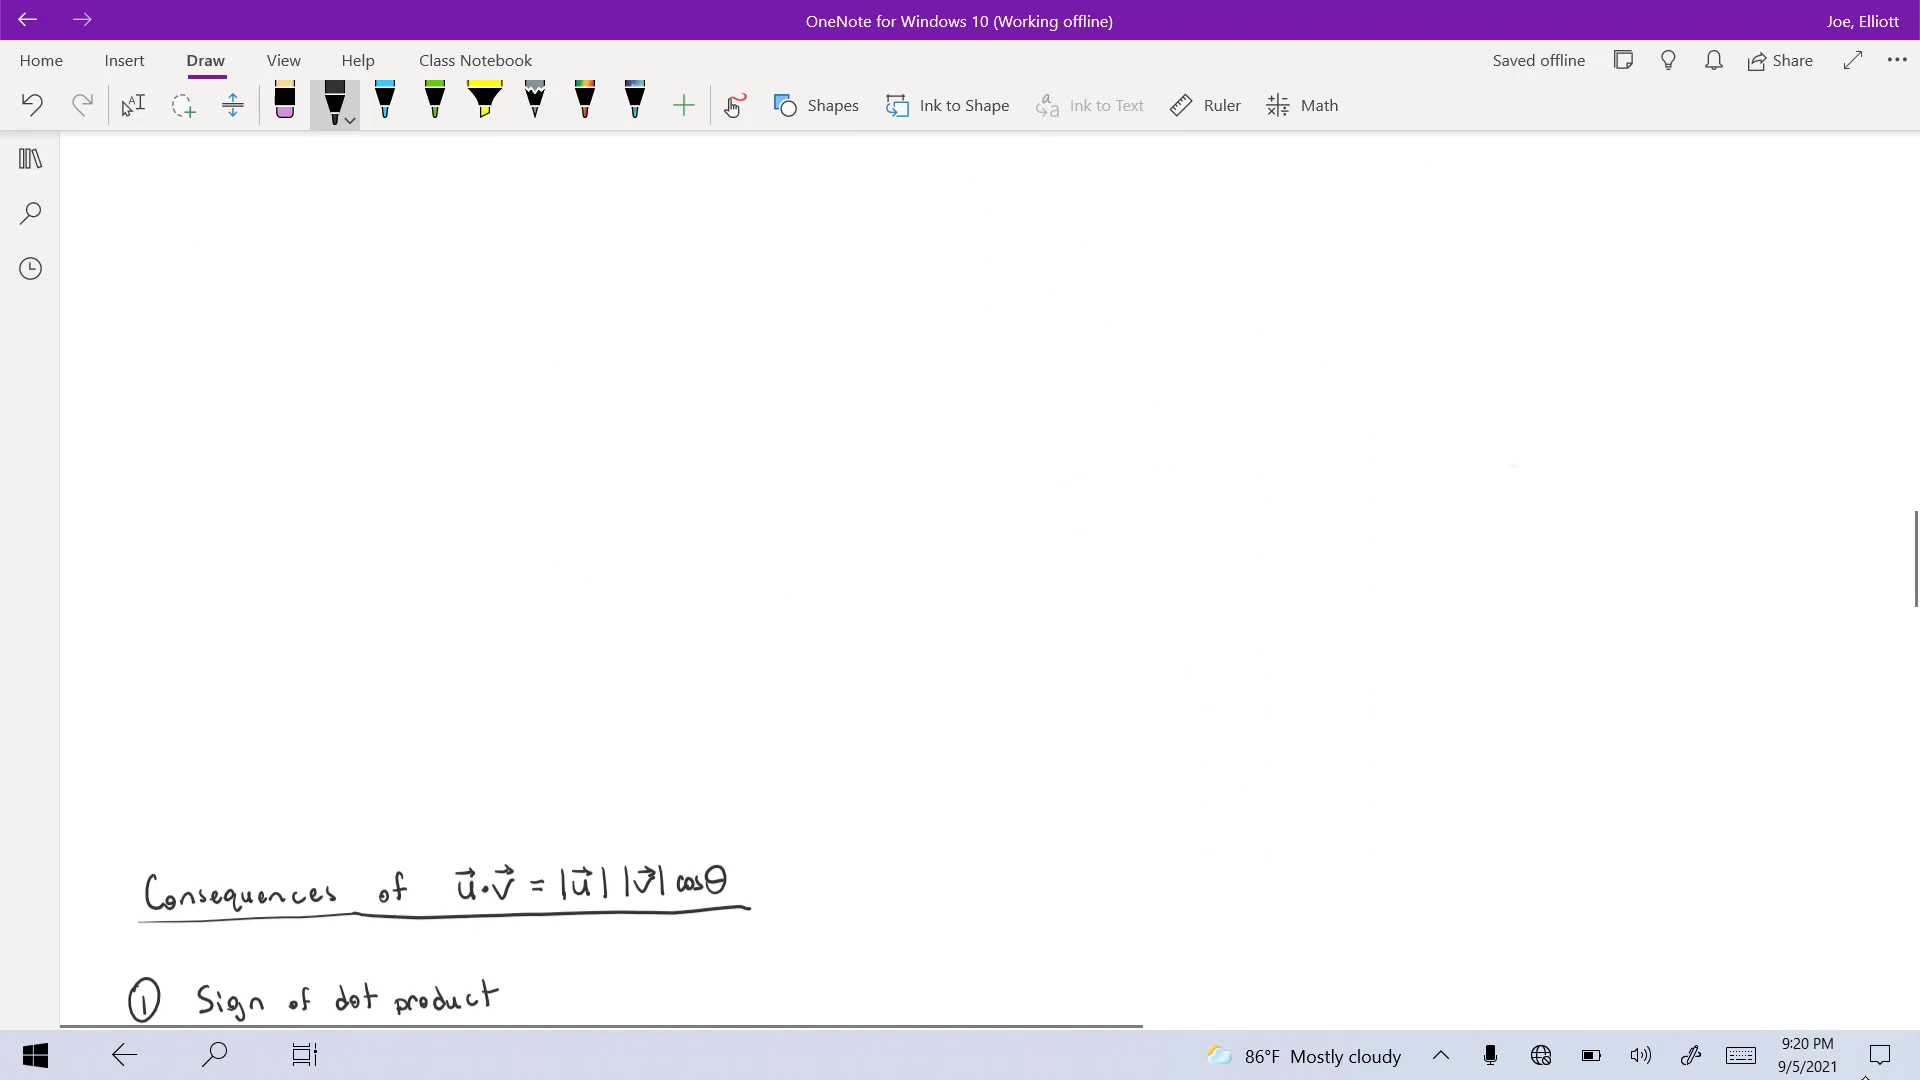 OneNote for Windows 10 (Working offline)
Joe, Elliott
Home Insert Draw View Help Class Notebook
Saved offline Share
Shapes Ink to Shape Ink to Text Ruler Math
Consequences of u⃗·v⃗ = |u⃗| |v⃗| cosθ
① Sign of dot product
86°F Mostly cloudy
9:20 PM
9/5/2021